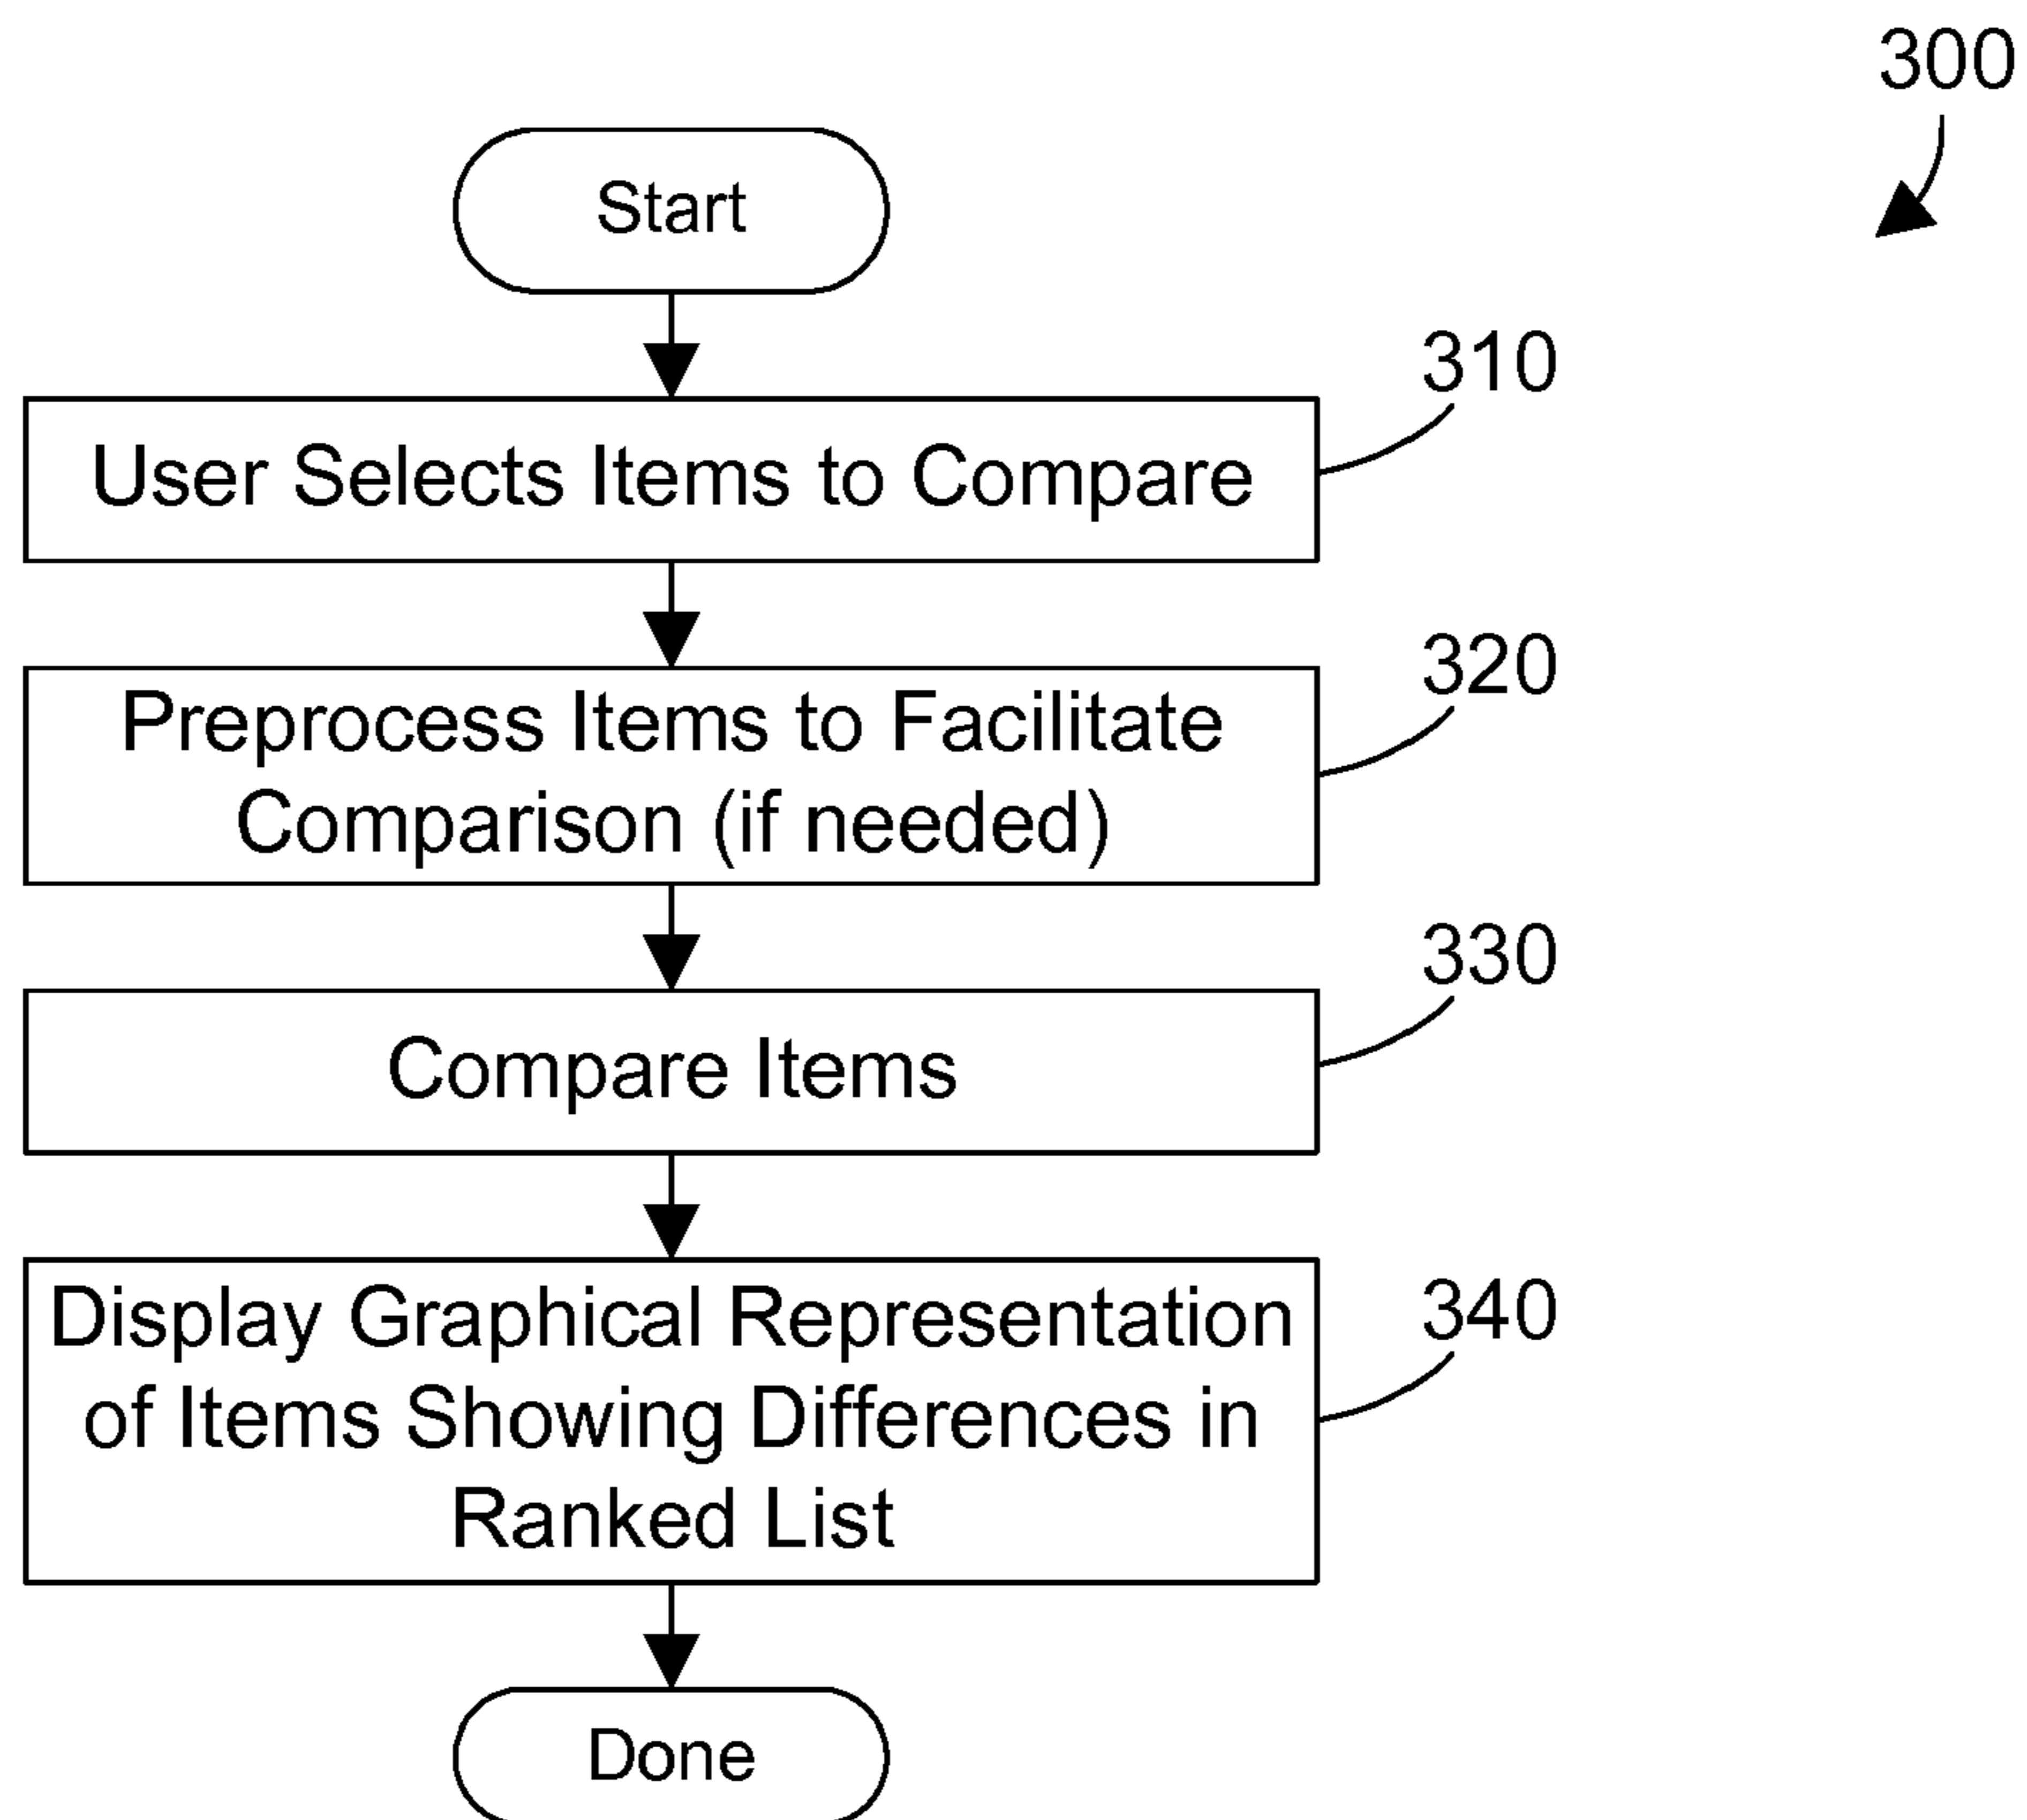 300
Start
310
User Selects Items to Compare
320
Preprocess Items to Facilitate
Comparison (if needed)
330
Compare Items
340
Display Graphical Representation
of Items Showing Differences in
Ranked List
Done